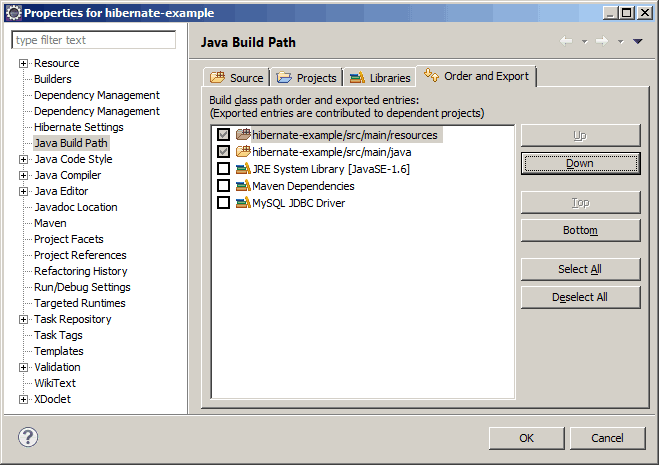 Properties for hibernate-example
type filter text
Resource
Builders
Dependency Management
Dependency Management
Hibernate Settings
Java Build Path
Java Code Style
Java Compiler
Java Editor
Javadoc Location
Maven
Project Facets
Project References
Refactoring History
Run/Debug Settings
Targeted Runtimes
Task Repository
Task Tags
Templates
Validation
WikiText
XDoclet
Java Build Path
Source
Projects
Libraries
Order and Export
Build class path order and exported entries:
(Exported entries are contributed to dependent projects)
hibernate-example/src/main/resources
hibernate-example/src/main/java
JRE System Library [JavaSE-1.6]
Maven Dependencies
MySQL JDBC Driver
Up
Down
Top
Bottom
Select All
Deselect All
?
OK
Cancel